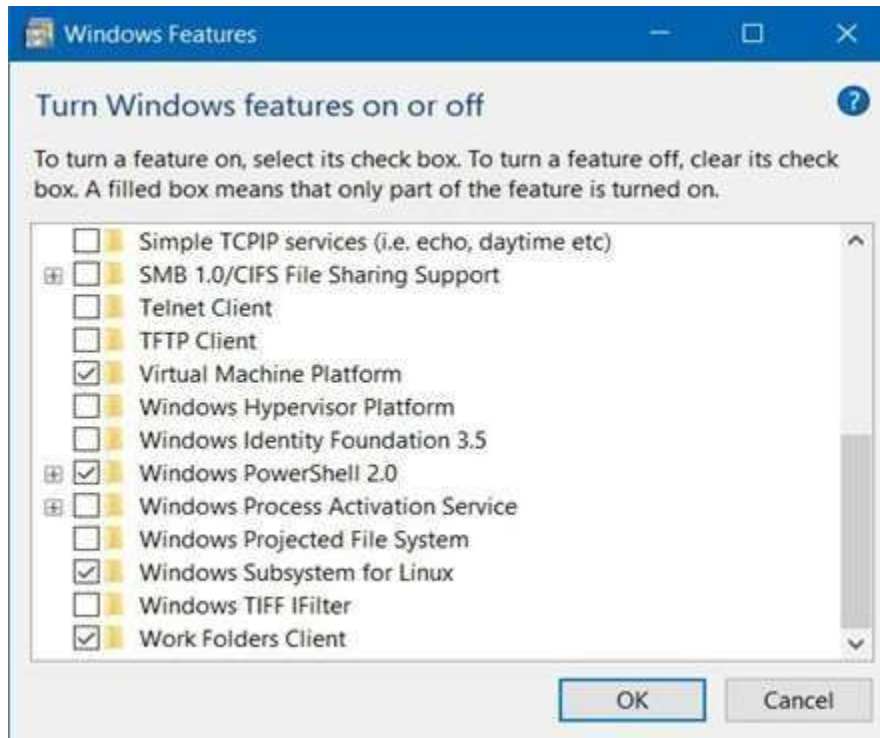 Windows Features
Turn Windows features on or off
To turn a feature on, select its check box. To turn a feature off, clear its check
box. A filled box means that only part of the feature is turned on.
Simple TCPIP services (i.e. echo, daytime etc)
SMB 1.0/CIFS File Sharing Support
Telnet Client
TFTP Client
Virtual Machine Platform
Windows Hypervisor Platform
Windows Identity Foundation 3.5
Windows PowerShell 2.0
Windows Process Activation Service
Windows Projected File System
Windows Subsystem for Linux
Windows TIFF IFilter
Work Folders Client
OK Cancel